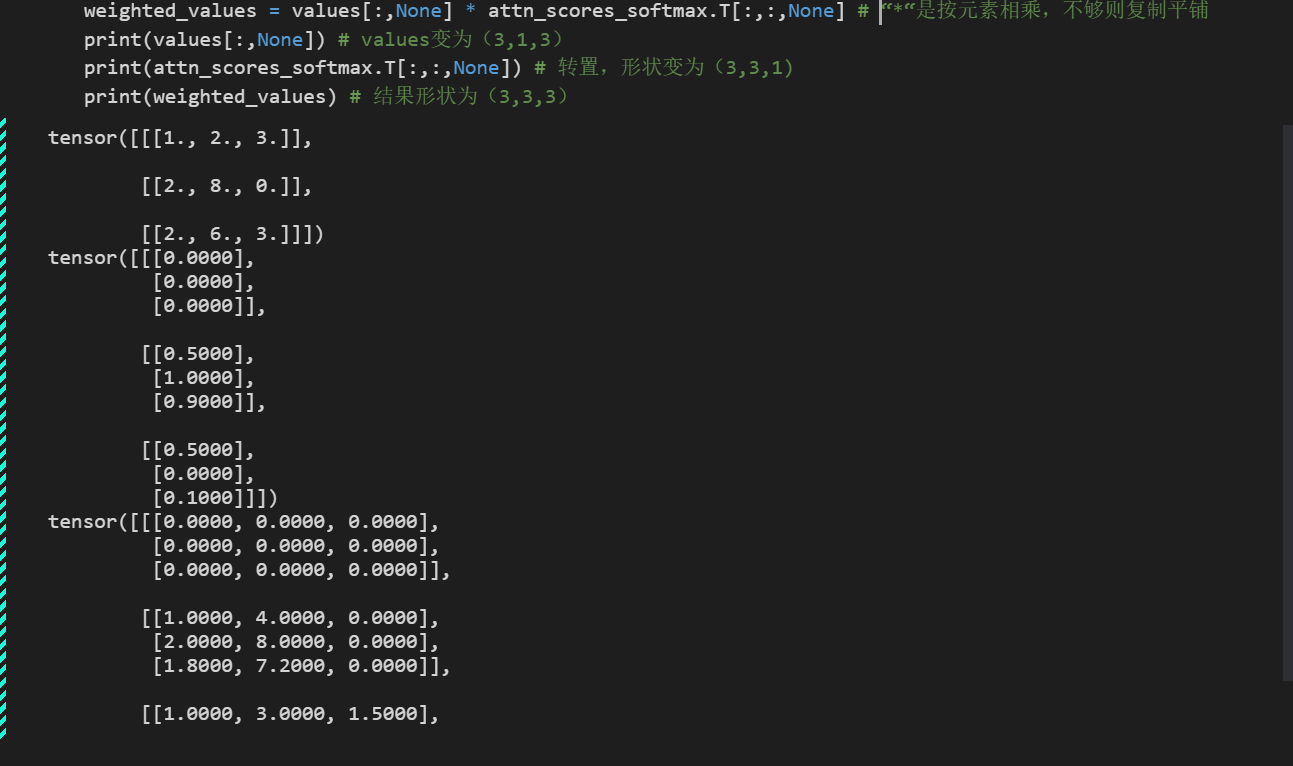 weighted_values = values[:,None] * attn_scores_softmax.T[:,:,None] # “*“是按元素相乘，不够则复制平铺
print(values[:,None]) # values变为（3,1,3）
print(attn_scores_softmax.T[:,:,None]) # 转置，形状变为（3,3,1)
print(weighted_values) # 结果形状为（3,3,3）
tensor([[[1., 2., 3.]],
[[2., 8., 0.]],
[[2., 6., 3.]]])
tensor([[[0.0000],
[0.0000],
[0.0000]],
[[0.5000],
[1.0000],
[0.9000]],
[[0.5000],
[0.0000],
[0.1000]]])
tensor([[[0.0000, 0.0000, 0.0000],
[0.0000, 0.0000, 0.0000],
[0.0000, 0.0000, 0.0000]],
[[1.0000, 4.0000, 0.0000],
[2.0000, 8.0000, 0.0000],
[1.8000, 7.2000, 0.0000]],
[[1.0000, 3.0000, 1.5000],